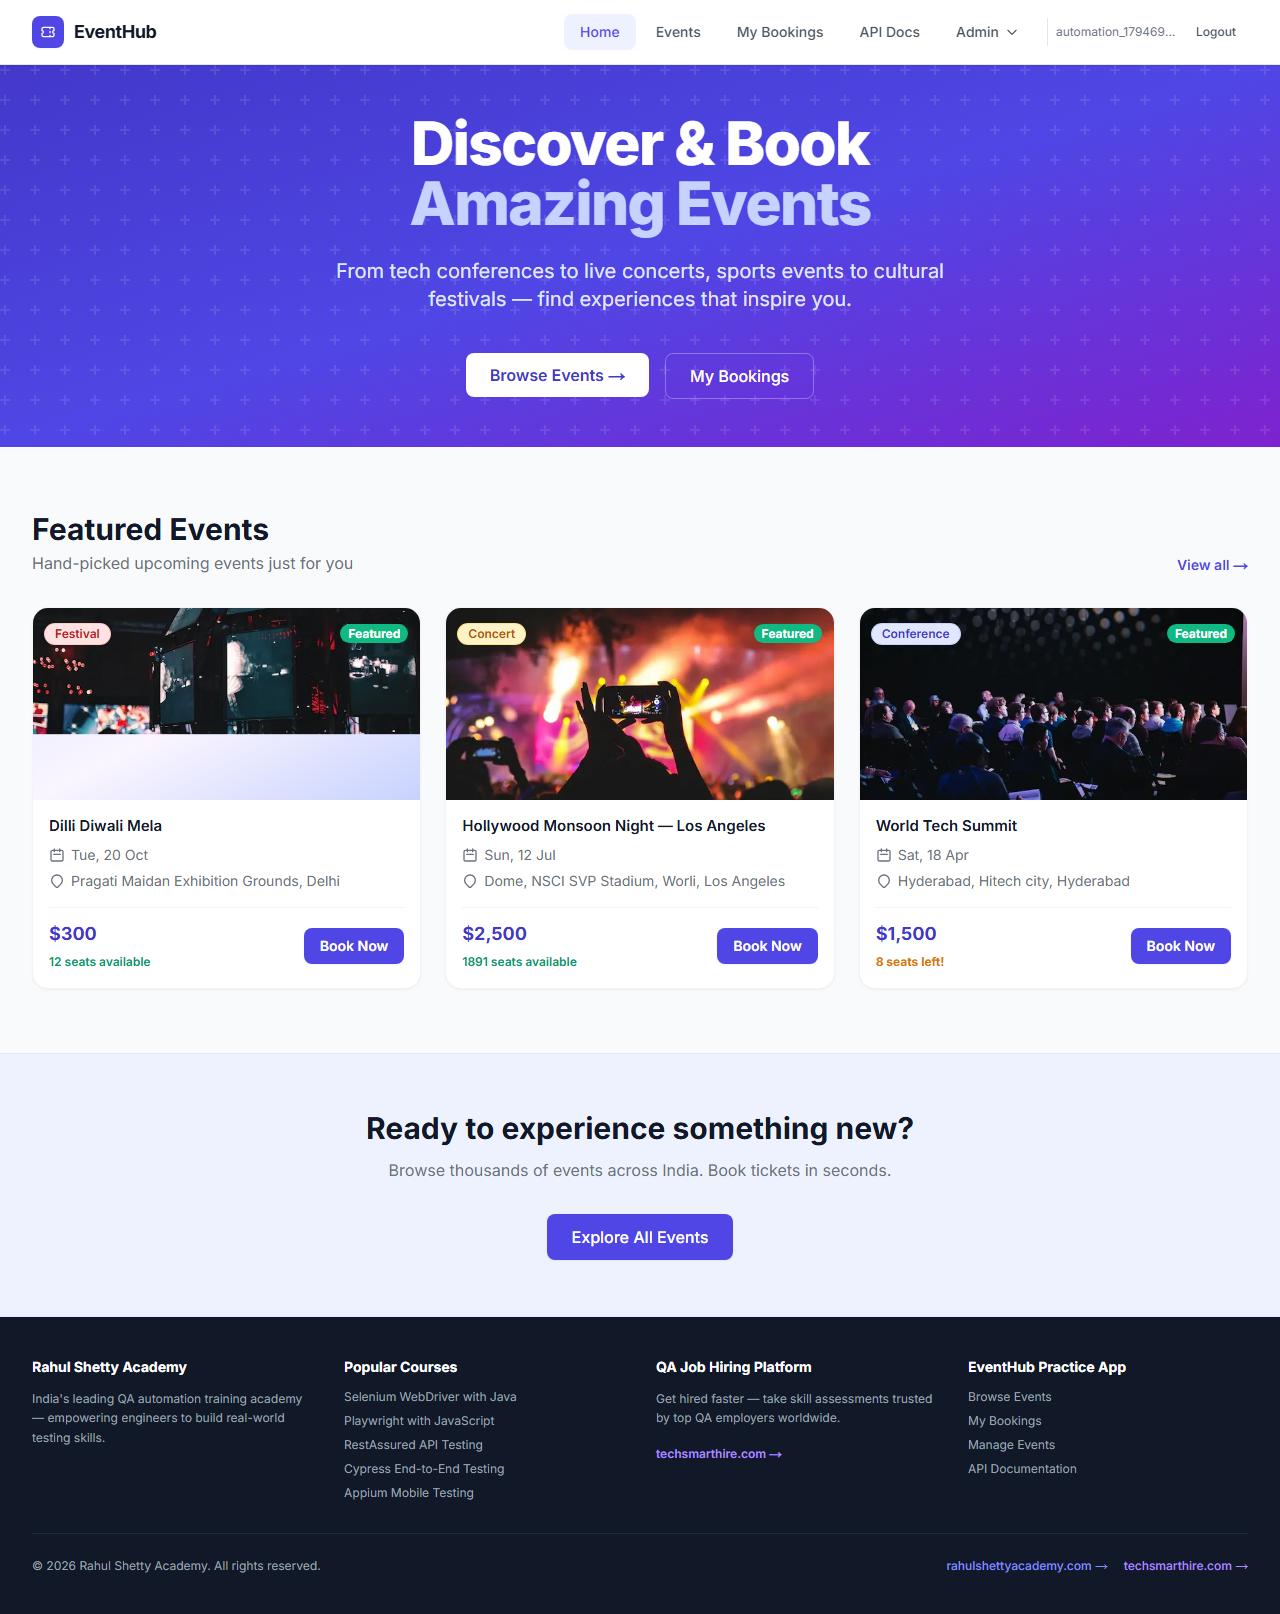 EventHub
Home
Events
My Bookings
API Docs
Admin
automation_179469...
Logout
Discover & Book
Amazing Events
From tech conferences to live concerts, sports events to cultural
festivals — find experiences that inspire you.
Browse Events →
My Bookings
Featured Events
Hand-picked upcoming events just for you
View all →
Festival
Featured
Dilli Diwali Mela
Tue, 20 Oct
Pragati Maidan Exhibition Grounds, Delhi
$300
12 seats available
Book Now
Concert
Featured
Hollywood Monsoon Night — Los Angeles
Sun, 12 Jul
Dome, NSCI SVP Stadium, Worli, Los Angeles
$2,500
1891 seats available
Book Now
Conference
Featured
World Tech Summit
Sat, 18 Apr
Hyderabad, Hitech city, Hyderabad
$1,500
8 seats left!
Book Now
Ready to experience something new?
Browse thousands of events across India. Book tickets in seconds.
Explore All Events
Rahul Shetty Academy
India's leading QA automation training academy
— empowering engineers to build real-world
testing skills.
Popular Courses
Selenium WebDriver with Java
Playwright with JavaScript
RestAssured API Testing
Cypress End-to-End Testing
Appium Mobile Testing
QA Job Hiring Platform
Get hired faster — take skill assessments trusted
by top QA employers worldwide.
techsmarthire.com →
EventHub Practice App
Browse Events
My Bookings
Manage Events
API Documentation
© 2026 Rahul Shetty Academy. All rights reserved.
rahulshettyacademy.com →
techsmarthire.com →